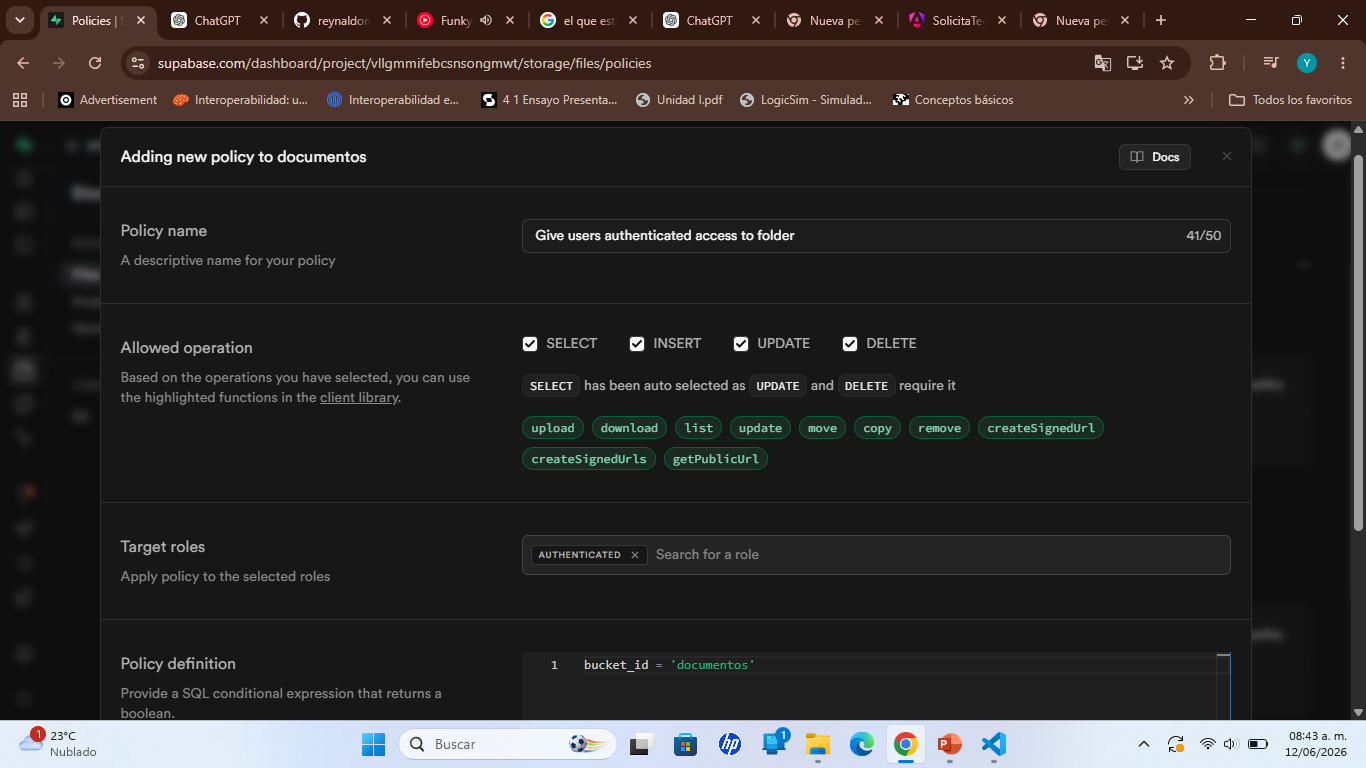 Policies | S
ChatGPT
reynaldon
Funky
el que est
ChatGPT
Nueva pe
SolicitaTec
Nueva pe
supabase.com/dashboard/project/vllgmmifebcsnsongmwt/storage/files/policies
Y
Advertisement
Interoperabilidad: u...
Interoperabilidad e...
4 1 Ensayo Presenta...
Unidad I.pdf
LogicSim - Simulad...
Conceptos básicos
Todos los favoritos
Adding new policy to documentos
Docs
Policy name
Give users authenticated access to folder
41/50
A descriptive name for your policy
Allowed operation
SELECT INSERT UPDATE DELETE
Based on the operations you have selected, you can use
the highlighted functions in the client library.
SELECT has been auto selected as UPDATE and DELETE require it
upload download list update move copy remove createSignedUrl
createSignedUrls getPublicUrl
Target roles
AUTHENTICATED Search for a role
Apply policy to the selected roles
Policy definition
1 bucket_id = 'documentos'
Provide a SQL conditional expression that returns a
boolean.
1
23°C
Nublado
Buscar
hp
1
08:43 a. m.
12/06/2026